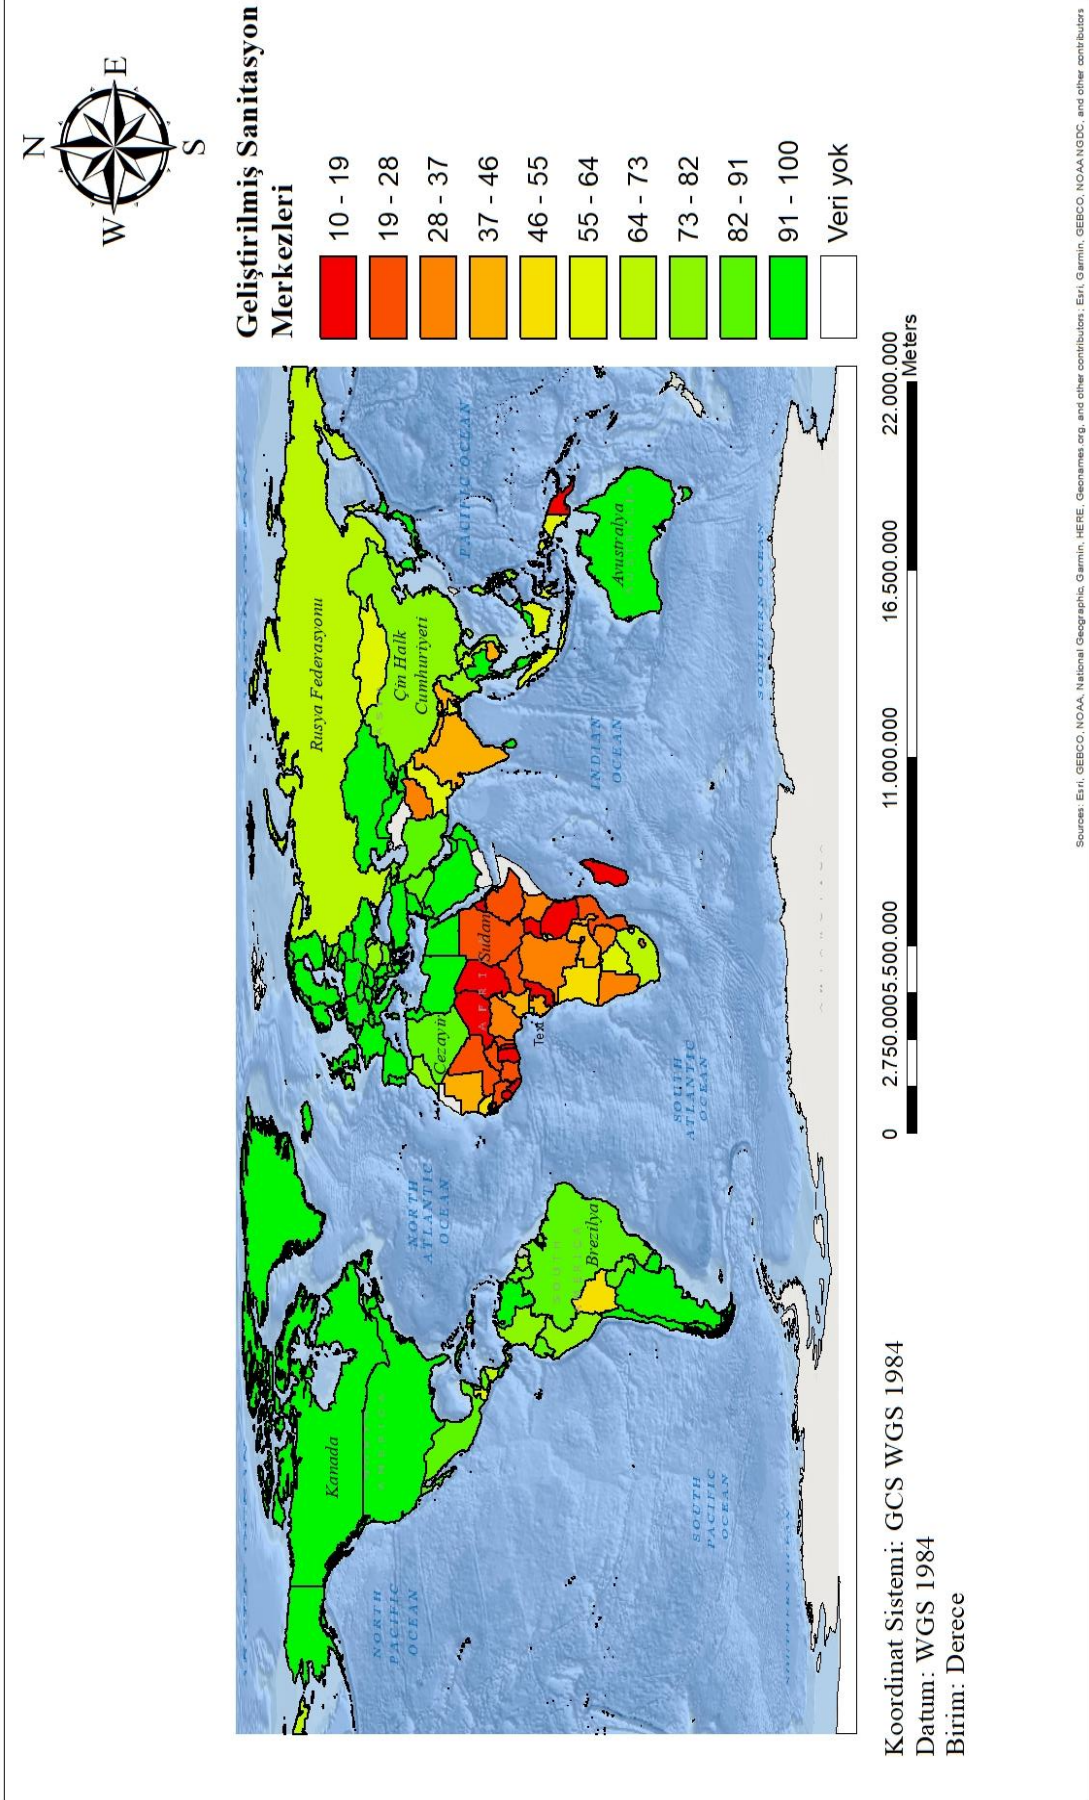 N
W
E
S
Geliştirilmiş Sanitasyon
Merkezleri
10 - 19
19 - 28
28 - 37
37 - 46
46 - 55
55 - 64
64 - 73
73 - 82
82 - 91
91 - 100
Veri yok
Kanada
Rusya Federasyonu
Çin Halk
Cumhuriyeti
Cezayir
Sudan
Brezilya
Avustralya
Text
NORTH
PACIFIC
OCEAN
NORTH
ATLANTIC
OCEAN
PACIFIC OCEAN
INDIAN
OCEAN
SOUTH
PACIFIC
OCEAN
SOUTH
ATLANTIC
OCEAN
SOUTHERN OCEAN
0 2.750.0005.500.000 11.000.000 16.500.000 22.000.000
Meters
Koordinat Sistemi: GCS WGS 1984
Datum: WGS 1984
Birim: Derece
Sources: Esri, GEBCO, NOAA, National Geographic, Garmin, HERE, Geonames.org, and other contributors; Esri, Garmin, GEBCO, NOAA NGDC, and other contributors